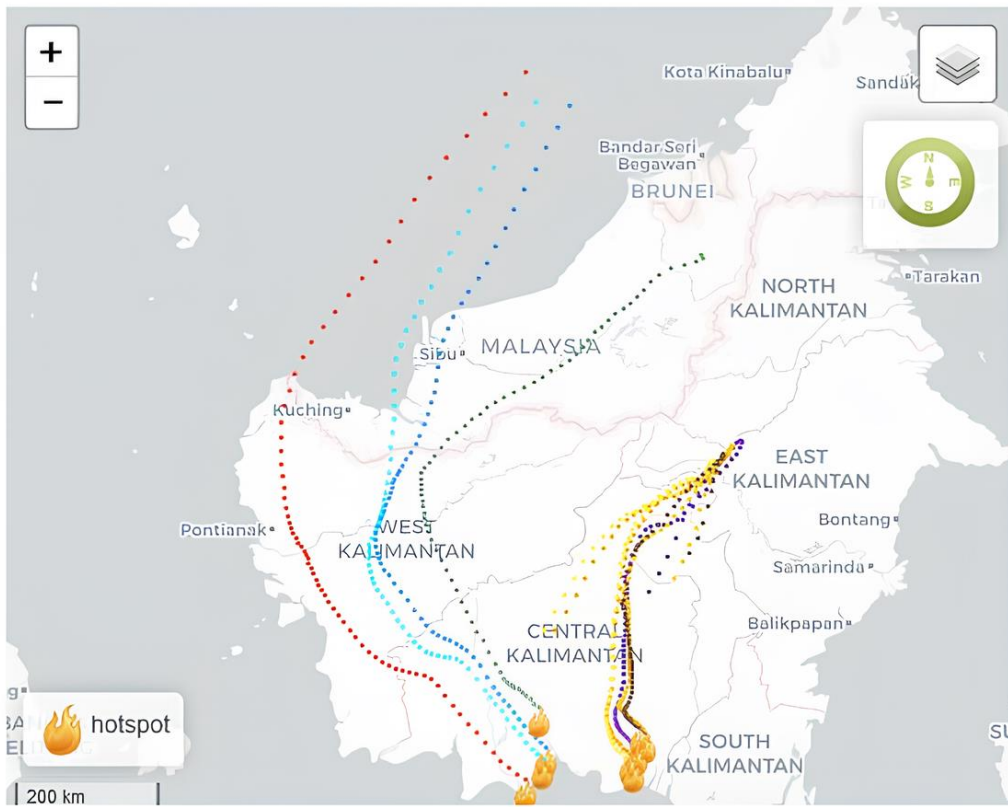 +
−
Kota Kinabalu
Sandak
Bandar Seri
Begawan
BRUNEI
N
W
E
S
Tarakan
NORTH
KALIMANTAN
MALAYSIA
Sibu
Kuching
EAST
KALIMANTAN
Pontianak
WEST
KALIMANTAN
Bontang
Samarinda
Balikpapan
CENTRAL
KALIMANTAN
hotspot
SOUTH
KALIMANTAN
200 km